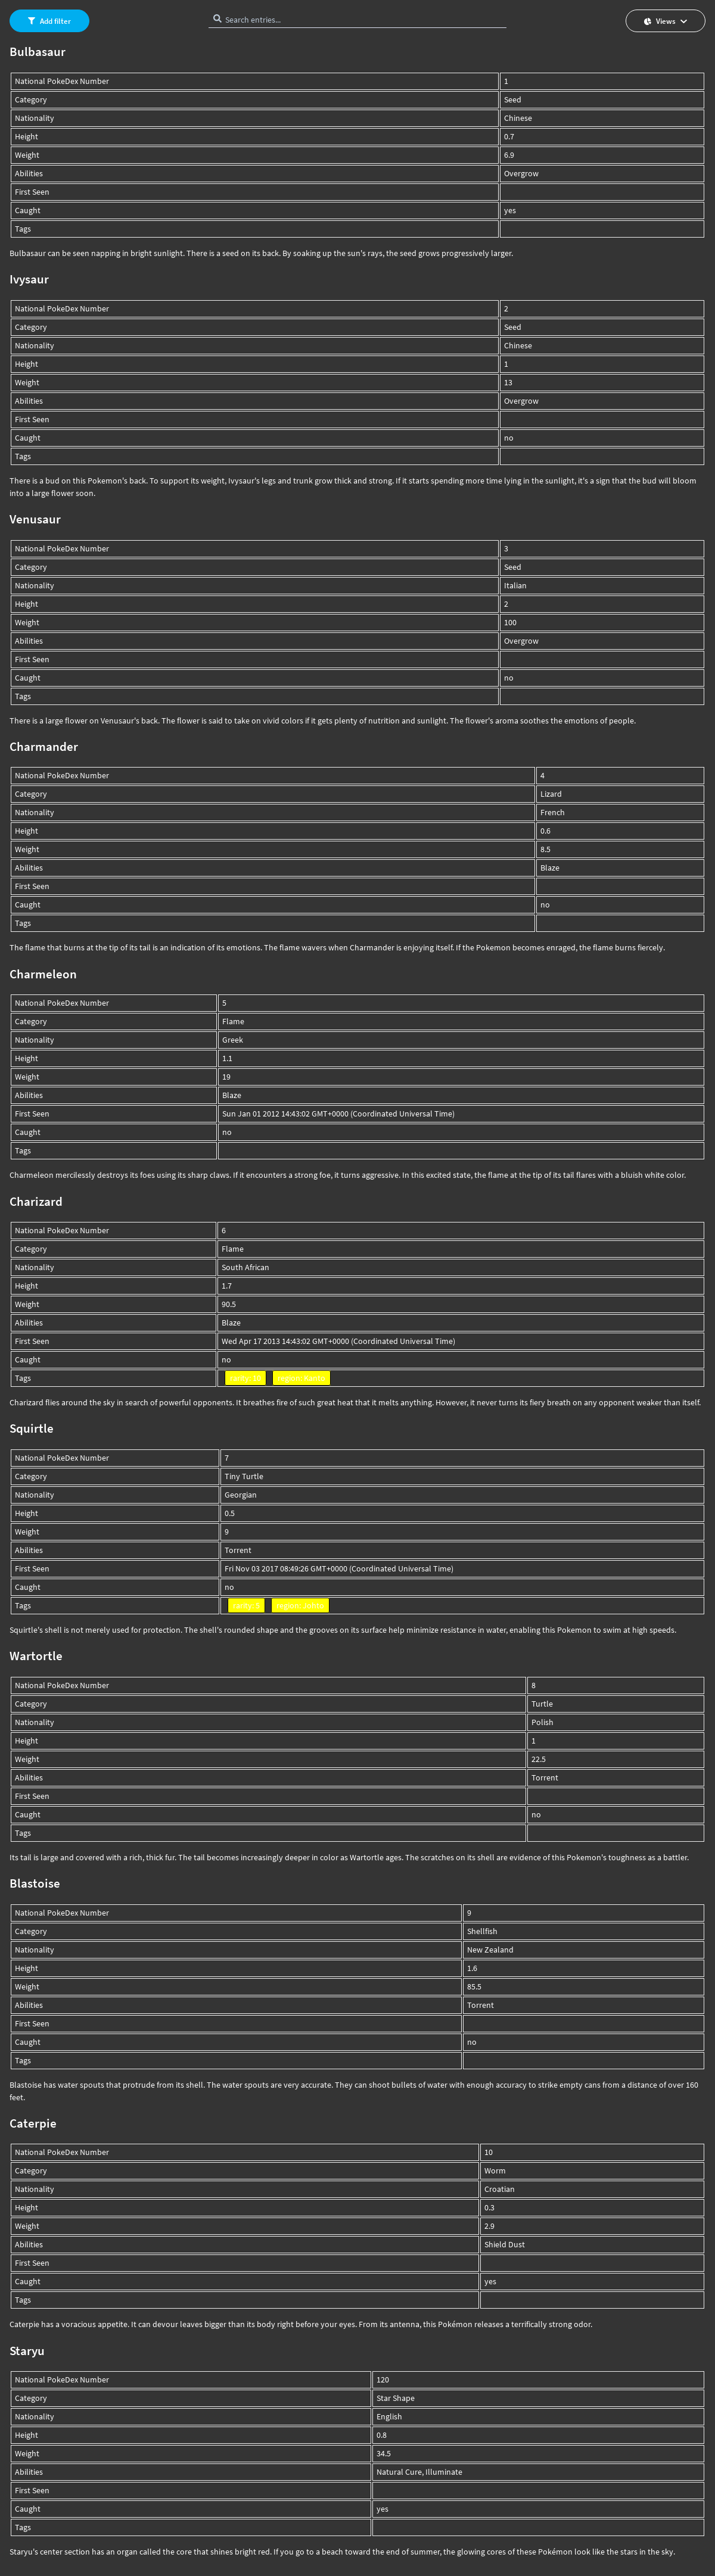 Add filter
Search entries...
Views
Bulbasaur
National PokeDex Number 1
Category Seed
Nationality Chinese
Height 0.7
Weight 6.9
Abilities Overgrow
First Seen
Caught yes
Tags
Bulbasaur can be seen napping in bright sunlight. There is a seed on its back. By soaking up the sun's rays, the seed grows progressively larger.
Ivysaur
National PokeDex Number 2
Category Seed
Nationality Chinese
Height 1
Weight 13
Abilities Overgrow
First Seen
Caught no
Tags
There is a bud on this Pokemon's back. To support its weight, Ivysaur's legs and trunk grow thick and strong. If it starts spending more time lying in the sunlight, it's a sign that the bud will bloom
into a large flower soon.
Venusaur
National PokeDex Number 3
Category Seed
Nationality Italian
Height 2
Weight 100
Abilities Overgrow
First Seen
Caught no
Tags
There is a large flower on Venusaur's back. The flower is said to take on vivid colors if it gets plenty of nutrition and sunlight. The flower's aroma soothes the emotions of people.
Charmander
National PokeDex Number 4
Category Lizard
Nationality French
Height 0.6
Weight 8.5
Abilities Blaze
First Seen
Caught no
Tags
The flame that burns at the tip of its tail is an indication of its emotions. The flame wavers when Charmander is enjoying itself. If the Pokemon becomes enraged, the flame burns fiercely.
Charmeleon
National PokeDex Number 5
Category Flame
Nationality Greek
Height 1.1
Weight 19
Abilities Blaze
First Seen Sun Jan 01 2012 14:43:02 GMT+0000 (Coordinated Universal Time)
Caught no
Tags
Charmeleon mercilessly destroys its foes using its sharp claws. If it encounters a strong foe, it turns aggressive. In this excited state, the flame at the tip of its tail flares with a bluish white color.
Charizard
National PokeDex Number 6
Category Flame
Nationality South African
Height 1.7
Weight 90.5
Abilities Blaze
First Seen Wed Apr 17 2013 14:43:02 GMT+0000 (Coordinated Universal Time)
Caught no
Tags
Charizard flies around the sky in search of powerful opponents. It breathes fire of such great heat that it melts anything. However, it never turns its fiery breath on any opponent weaker than itself.
Squirtle
National PokeDex Number 7
Category Tiny Turtle
Nationality Georgian
Height 0.5
Weight 9
Abilities Torrent
First Seen Fri Nov 03 2017 08:49:26 GMT+0000 (Coordinated Universal Time)
Caught no
Tags
Squirtle's shell is not merely used for protection. The shell's rounded shape and the grooves on its surface help minimize resistance in water, enabling this Pokemon to swim at high speeds.
Wartortle
National PokeDex Number 8
Category Turtle
Nationality Polish
Height 1
Weight 22.5
Abilities Torrent
First Seen
Caught no
Tags
Its tail is large and covered with a rich, thick fur. The tail becomes increasingly deeper in color as Wartortle ages. The scratches on its shell are evidence of this Pokemon's toughness as a battler.
Blastoise
National PokeDex Number 9
Category Shellfish
Nationality New Zealand
Height 1.6
Weight 85.5
Abilities Torrent
First Seen
Caught no
Tags
Blastoise has water spouts that protrude from its shell. The water spouts are very accurate. They can shoot bullets of water with enough accuracy to strike empty cans from a distance of over 160
feet.
Caterpie
National PokeDex Number 10
Category Worm
Nationality Croatian
Height 0.3
Weight 2.9
Abilities Shield Dust
First Seen
Caught yes
Tags
Caterpie has a voracious appetite. It can devour leaves bigger than its body right before your eyes. From its antenna, this Pokémon releases a terrifically strong odor.
Staryu
National PokeDex Number 120
Category Star Shape
Nationality English
Height 0.8
Weight 34.5
Abilities Natural Cure, Illuminate
First Seen
Caught yes
Tags
Staryu's center section has an organ called the core that shines bright red. If you go to a beach toward the end of summer, the glowing cores of these Pokémon look like the stars in the sky.